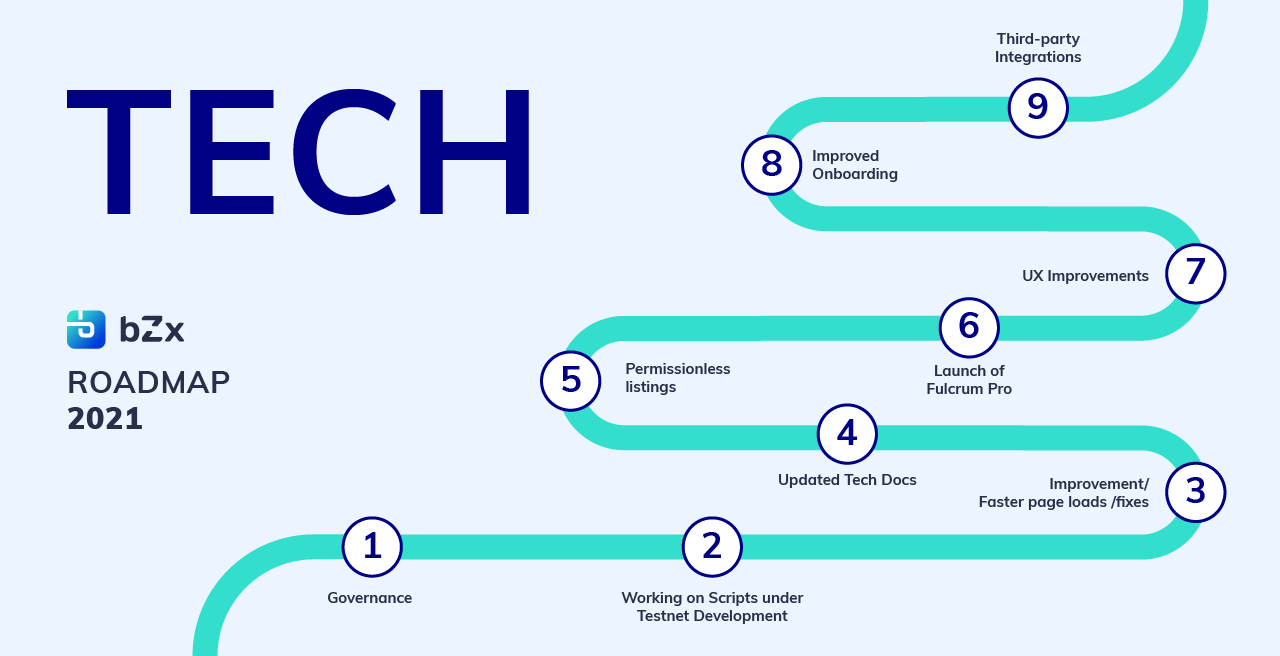 TECH
bZx
ROADMAP
2021
Third-party
Integrations
9
8
Improved
Onboarding
UX Improvements
7
6
Launch of
Fulcrum Pro
5
Permissionless
listings
4
Updated Tech Docs
Improvement/
Faster page loads /fixes
3
1
Governance
2
Working on Scripts under
Testnet Development